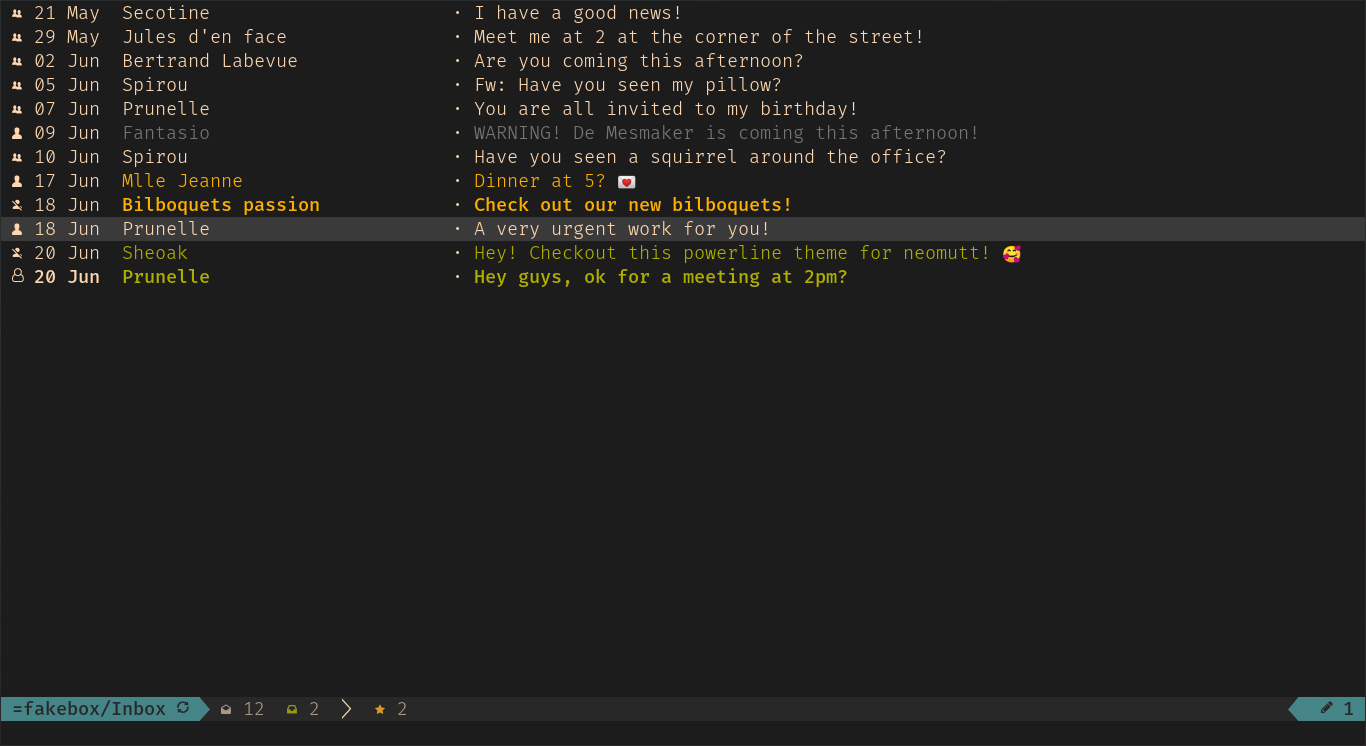 21 May Secotine · I have a good news!
29 May Jules d'en face · Meet me at 2 at the corner of the street!
02 Jun Bertrand Labevue · Are you coming this afternoon?
05 Jun Spirou · Fw: Have you seen my pillow?
07 Jun Prunelle · You are all invited to my birthday!
09 Jun Fantasio · WARNING! De Mesmaker is coming this afternoon!
10 Jun Spirou · Have you seen a squirrel around the office?
17 Jun Mlle Jeanne · Dinner at 5? 💌
18 Jun Bilboquets passion · Check out our new bilboquets!
18 Jun Prunelle · A very urgent work for you!
20 Jun Sheoak · Hey! Checkout this powerline theme for neomutt! 🥰
20 Jun Prunelle · Hey guys, ok for a meeting at 2pm?
=fakebox/Inbox 12 2 2 1